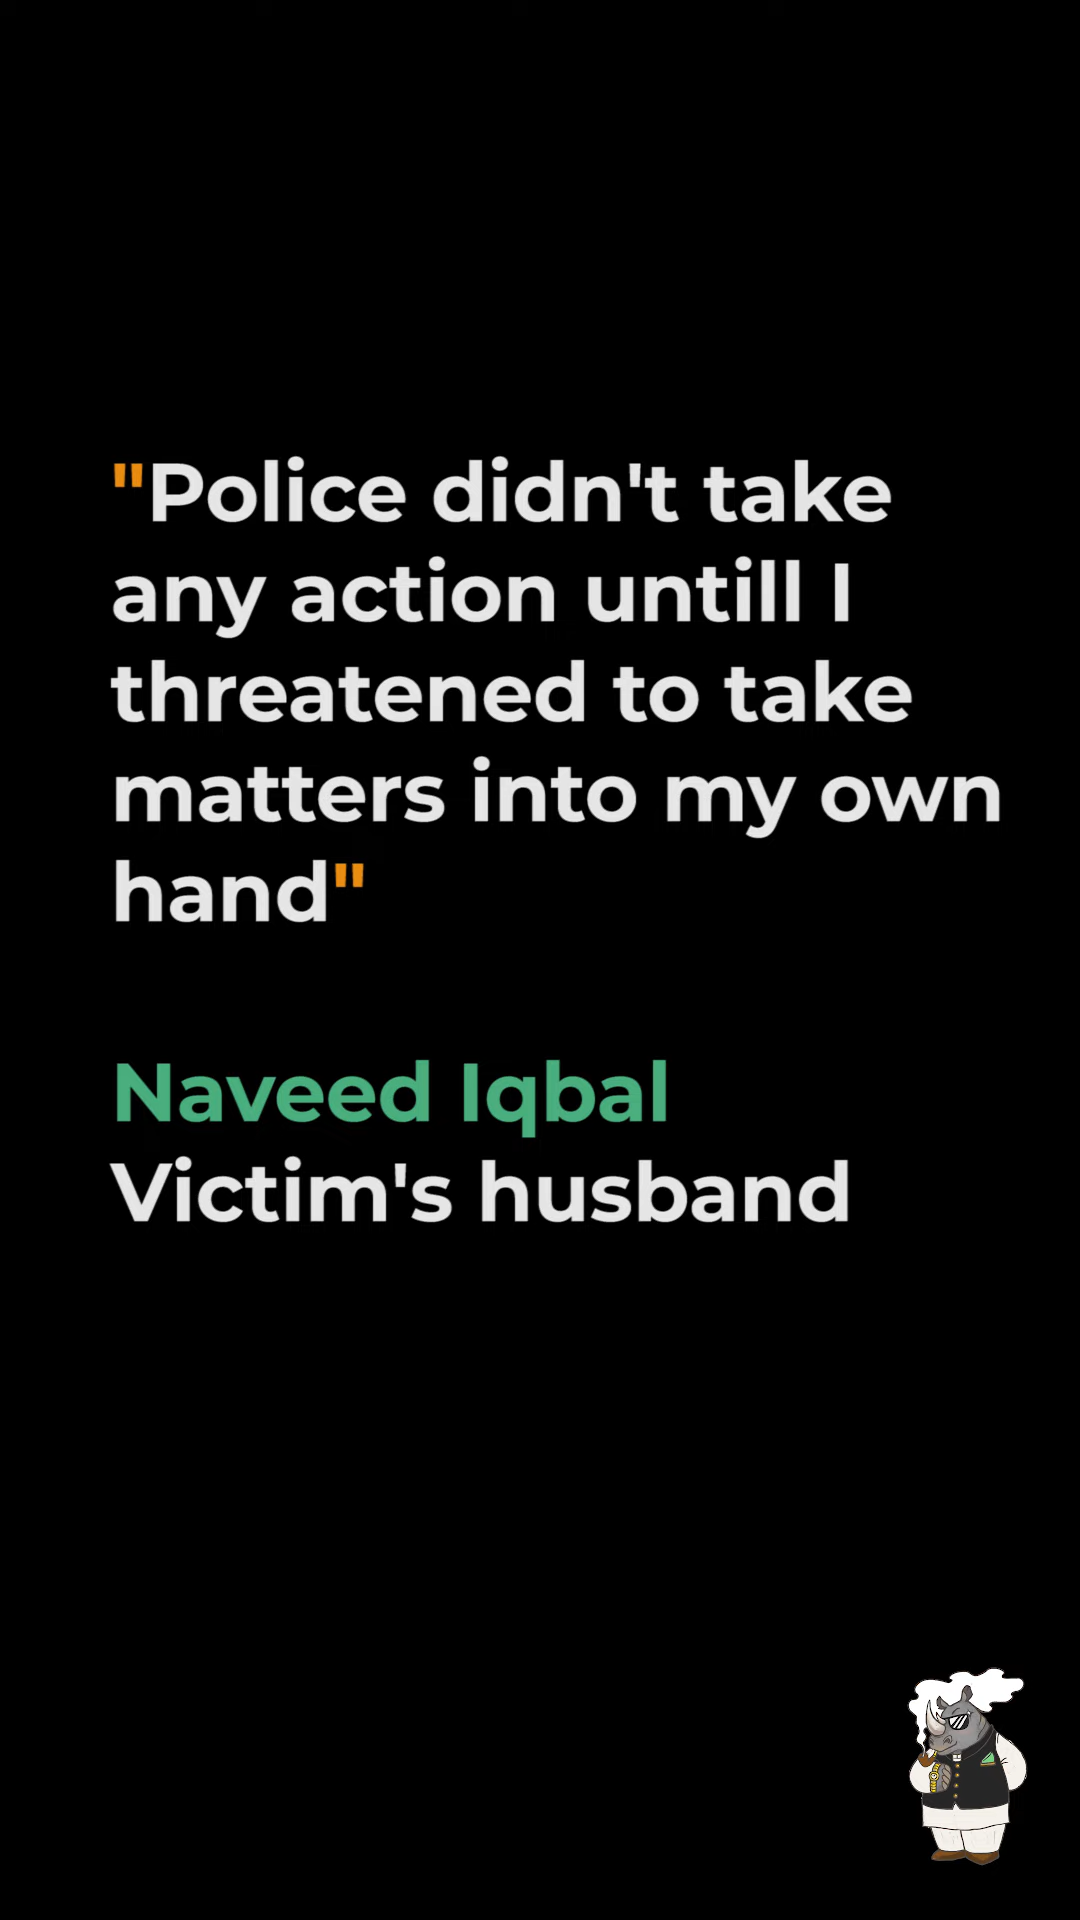 "Police didn't take
any action untill I
threatened to take
matters into my own
hand"
Naveed Iqbal
Victim's husband